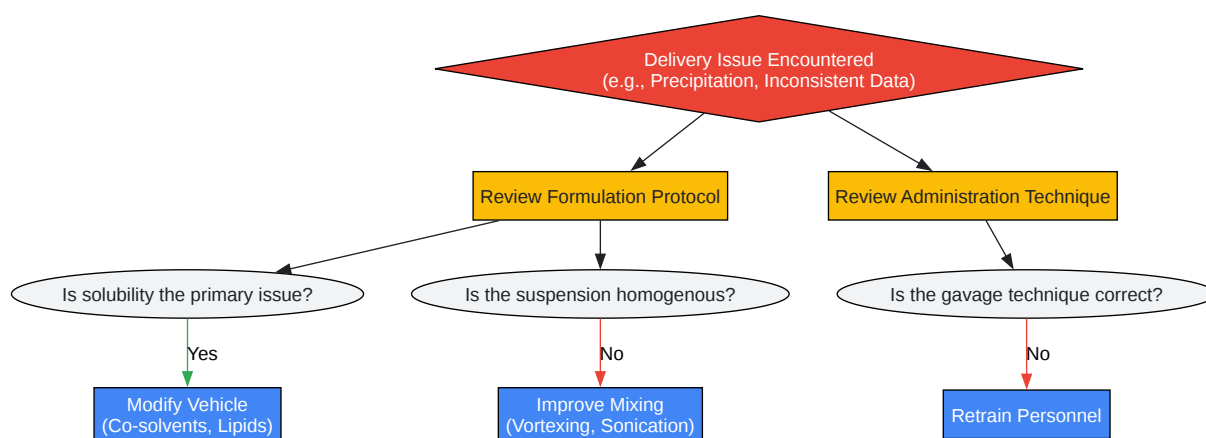 Delivery Issue Encountered
(e.g., Precipitation, Inconsistent Data)
Review Formulation Protocol
Review Administration Technique
Is solubility the primary issue?
Is the suspension homogenous?
Is the gavage technique correct?
Yes
No
No
Modify Vehicle
(Co-solvents, Lipids)
Improve Mixing
(Vortexing, Sonication)
Retrain Personnel